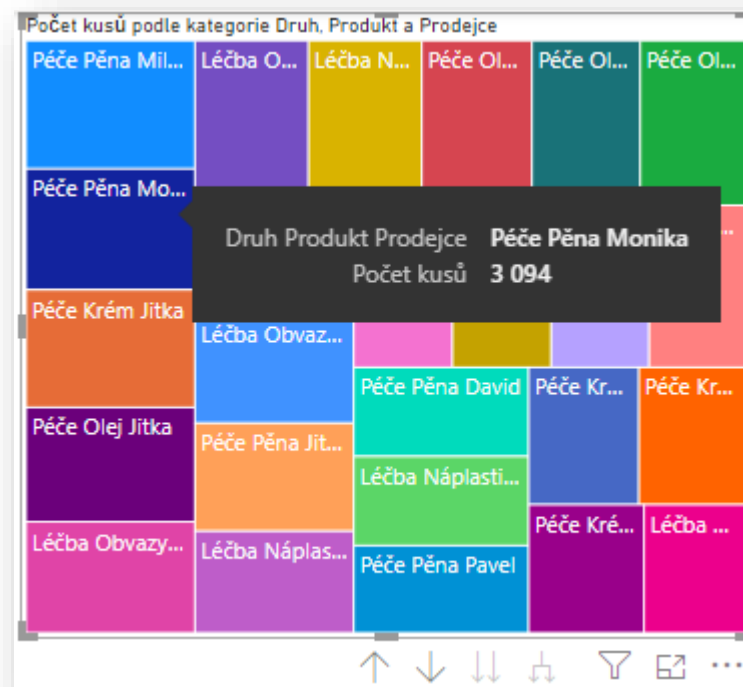 Počet kusů podle kategorie Druh, Produkt a Prodejce
Péče Pěna Mil...
Léčba O...
Léčba N...
Péče Ol...
Péče Ol...
Péče Ol...
Péče Pěna Mo...
Druh Produkt Prodejce Péče Pěna Monika
Počet kusů 3 094
Péče Krém Jitka
Léčba Obvaz...
Péče Pěna David
Péče Kr...
Péče Kr...
Péče Olej Jitka
Péče Pěna Jit...
Léčba Náplasti...
Péče Kré...
Léčba ...
Léčba Obvazy...
Léčba Náplas...
Péče Pěna Pavel